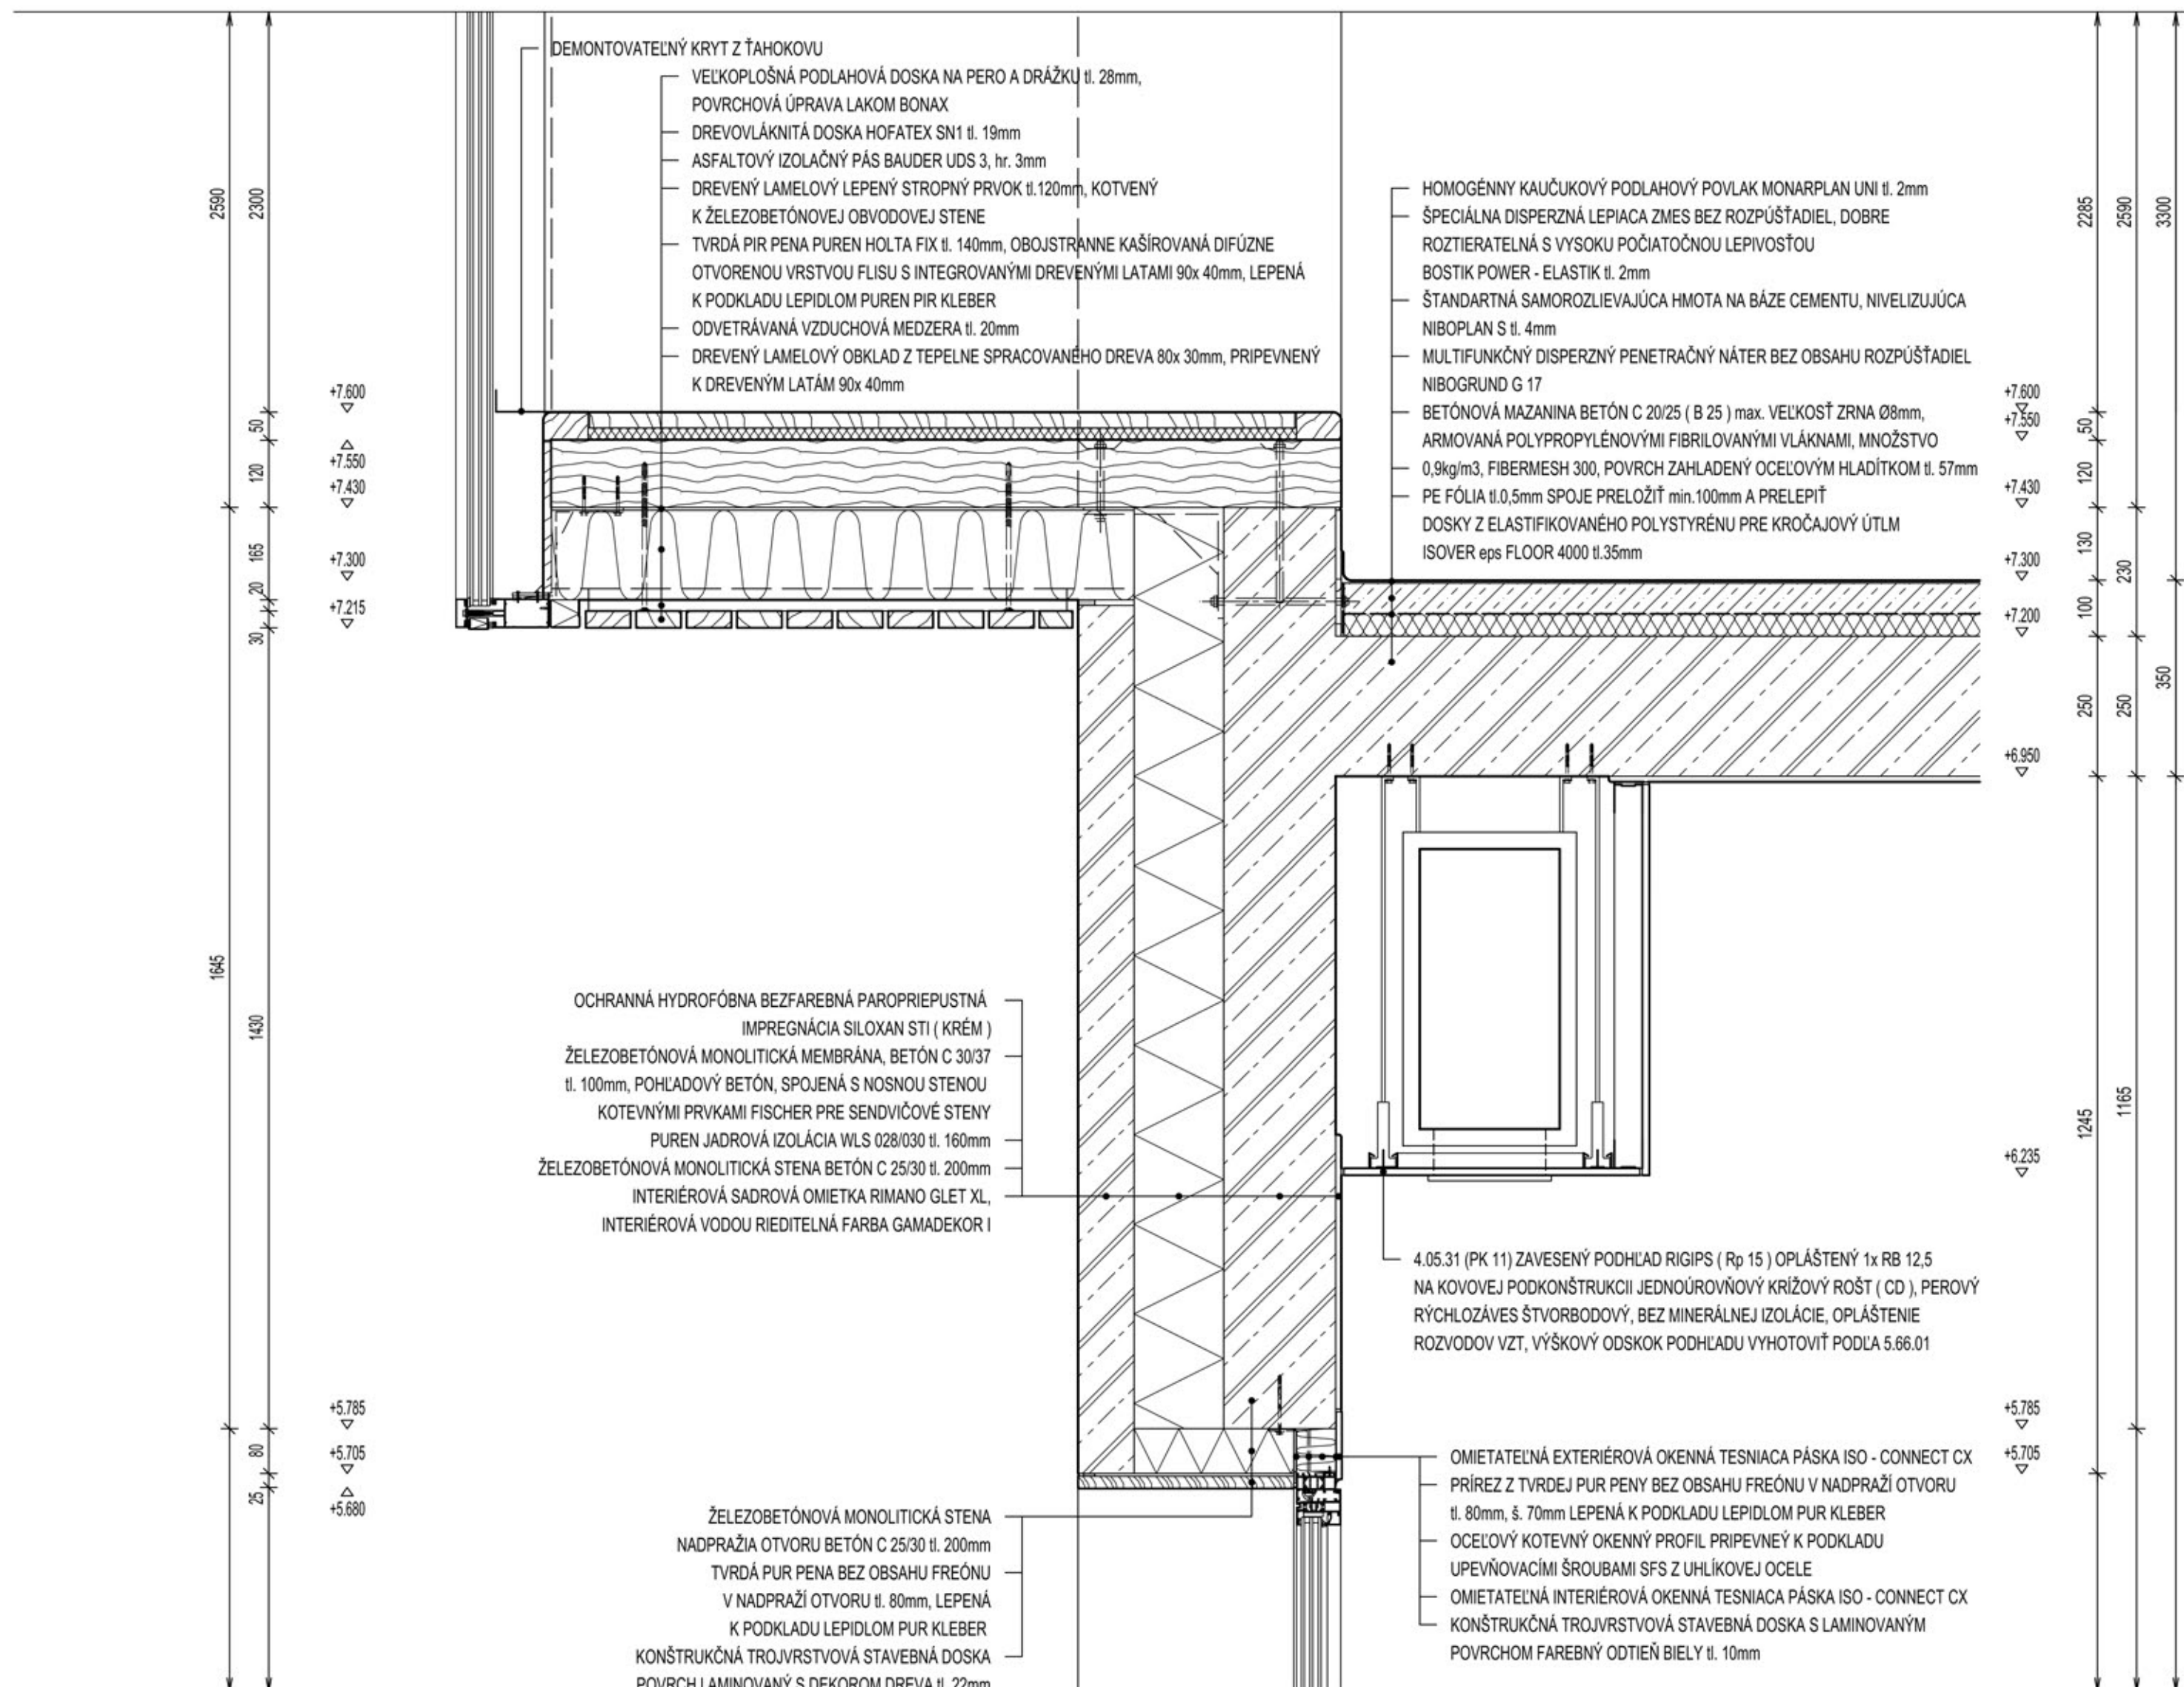 DEMONTOVATEĽNÝ KRYT Z ŤAHOKOVU
VEĽKOPLOŠNÁ PODLAHOVÁ DOSKA NA PERO A DRÁŽKU tl. 28mm,
POVRCHOVÁ ÚPRAVA LAKOM BONAX
DREVOVLÁKNITÁ DOSKA HOFATEX SN1 tl. 19mm
ASFALTOVÝ IZOLAČNÝ PÁS BAUDER UDS 3, hr. 3mm
DREVENÝ LAMELOVÝ LEPENÝ STROPNÝ PRVOK tl.120mm, KOTVENÝ
K ŽELEZOBETÓNOVEJ OBVODOVEJ STENE
TVRDÁ PIR PENA PUREN HOLTA FIX tl. 140mm, OBOJSTRANNE KAŠÍROVANÁ DIFÚZNE
OTVORENOU VRSTVOU FLISU S INTEGROVANÝMI DREVENÝMI LATAMI 90x 40mm, LEPENÁ
K PODKLADU LEPIDLOM PUREN PIR KLEBER
ODVETRÁVANÁ VZDUCHOVÁ MEDZERA tl. 20mm
DREVENÝ LAMELOVÝ OBKLAD Z TEPELNE SPRACOVANÉHO DREVA 80x 30mm, PRIPEVNENÝ
K DREVENÝM LATÁM 90x 40mm
HOMOGÉNNY KAUČUKOVÝ PODLAHOVÝ POVLAK MONARPLAN UNI tl. 2mm
ŠPECIÁLNA DISPERZNÁ LEPIACA ZMES BEZ ROZPÚŠŤADIEL, DOBRE
ROZTIERATELNÁ S VYSOKU POČIATOČNOU LEPIVOSŤOU
BOSTIK POWER - ELASTIK tl. 2mm
ŠTANDARTNÁ SAMOROZLIEVAJÚCA HMOTA NA BÁZE CEMENTU, NIVELIZUJÚCA
NIBOPLAN S tl. 4mm
MULTIFUNKČNÝ DISPERZNÝ PENETRAČNÝ NÁTER BEZ OBSAHU ROZPÚŠŤADIEL
NIBOGRUND G 17
BETÓNOVÁ MAZANINA BETÓN C 20/25 ( B 25 ) max. VEĽKOSŤ ZRNA Ø8mm,
ARMOVANÁ POLYPROPYLÉNOVÝMI FIBRILOVANÝMI VLÁKNAMI, MNOŽSTVO
0,9kg/m3, FIBERMESH 300, POVRCH ZAHLADENÝ OCEĽOVÝM HLADÍTKOM tl. 57mm
PE FÓLIA tl.0,5mm SPOJE PRELOŽIŤ min.100mm A PRELEPIŤ
DOSKY Z ELASTIFIKOVANÉHO POLYSTYRÉNU PRE KROČAJOVÝ ÚTLM
ISOVER eps FLOOR 4000 tl.35mm
2590
2300
50
120
165
20
30
1645
1430
80
25
+7.600
+7.550
+7.430
+7.300
+7.215
+5.785
+5.705
+5.680
+7.600
+7.550
+7.430
+7.300
+7.200
+6.950
+6.235
+5.785
+5.705
2285
50
120
130
100
250
1245
2590
230
250
1165
3300
350
OCHRANNÁ HYDROFÓBNA BEZFAREBNÁ PAROPRIEPUSTNÁ
IMPREGNÁCIA SILOXAN STI ( KRÉM )
ŽELEZOBETÓNOVÁ MONOLITICKÁ MEMBRÁNA, BETÓN C 30/37
tl. 100mm, POHĽADOVÝ BETÓN, SPOJENÁ S NOSNOU STENOU
KOTEVNÝMI PRVKAMI FISCHER PRE SENDVIČOVÉ STENY
PUREN JADROVÁ IZOLÁCIA WLS 028/030 tl. 160mm
ŽELEZOBETÓNOVÁ MONOLITICKÁ STENA BETÓN C 25/30 tl. 200mm
INTERIÉROVÁ SADROVÁ OMIETKA RIMANO GLET XL,
INTERIÉROVÁ VODOU RIEDITELNÁ FARBA GAMADEKOR I
4.05.31 (PK 11) ZAVESENÝ PODHĽAD RIGIPS ( Rp 15 ) OPLÁŠTENÝ 1x RB 12,5
NA KOVOVEJ PODKONŠTRUKCII JEDNOÚROVŇOVÝ KRÍŽOVÝ ROŠT ( CD ), PEROVÝ
RÝCHLOZÁVES ŠTVORBODOVÝ, BEZ MINERÁLNEJ IZOLÁCIE, OPLÁŠTENIE
ROZVODOV VZT, VÝŠKOVÝ ODSKOK PODHĽADU VYHOTOVIŤ PODĽA 5.66.01
ŽELEZOBETÓNOVÁ MONOLITICKÁ STENA
NADPRAŽIA OTVORU BETÓN C 25/30 tl. 200mm
TVRDÁ PUR PENA BEZ OBSAHU FREÓNU
V NADPRAŽÍ OTVORU tl. 80mm, LEPENÁ
K PODKLADU LEPIDLOM PUR KLEBER
KONŠTRUKČNÁ TROJVRSTVOVÁ STAVEBNÁ DOSKA
POVRCH LAMINOVANÝ S DEKOROM DREVA tl. 22mm
OMIETATEĽNÁ EXTERIÉROVÁ OKENNÁ TESNIACA PÁSKA ISO - CONNECT CX
PRÍREZ Z TVRDEJ PUR PENY BEZ OBSAHU FREÓNU V NADPRAŽÍ OTVORU
tl. 80mm, š. 70mm LEPENÁ K PODKLADU LEPIDLOM PUR KLEBER
OCEĽOVÝ KOTEVNÝ OKENNÝ PROFIL PRIPEVNEÝ K PODKLADU
UPEVŇOVACÍMI ŠROUBAMI SFS Z UHLÍKOVEJ OCELE
OMIETATEĽNÁ INTERIÉROVÁ OKENNÁ TESNIACA PÁSKA ISO - CONNECT CX
KONŠTRUKČNÁ TROJVRSTVOVÁ STAVEBNÁ DOSKA S LAMINOVANÝM
POVRCHOM FAREBNÝ ODTIEŇ BIELY tl. 10mm